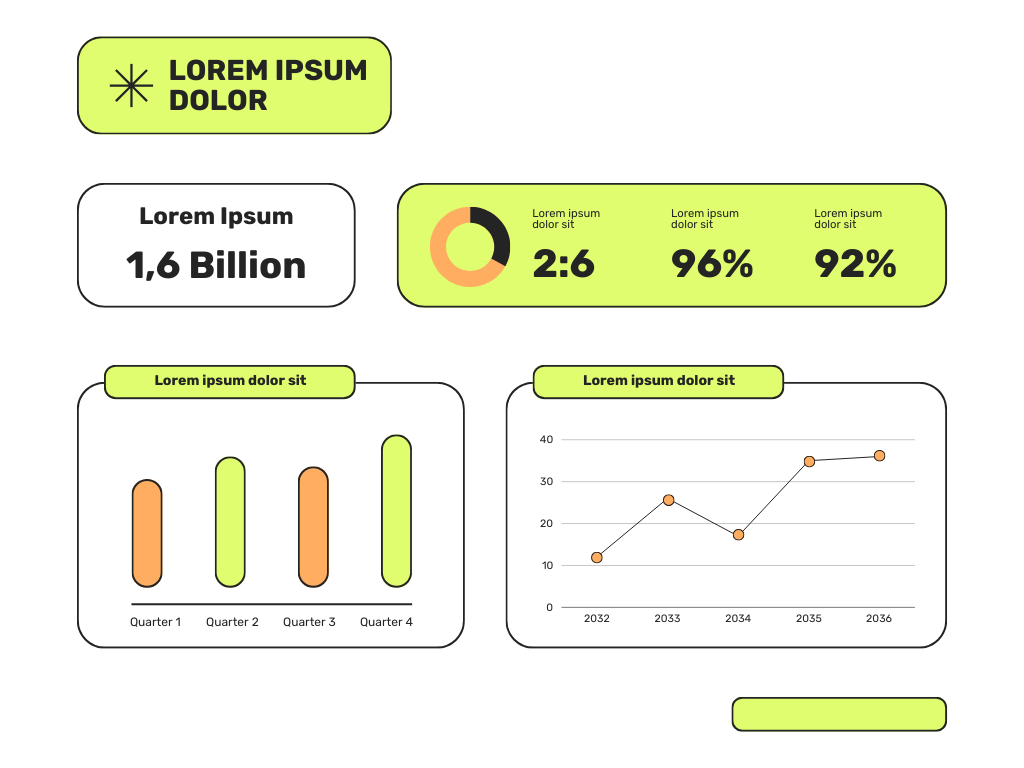 LOREM IPSUM
DOLOR
Lorem Ipsum
1,6 Billion
Lorem ipsum
dolor sit
2:6
Lorem ipsum
dolor sit
96%
Lorem ipsum
dolor sit
92%
Lorem ipsum dolor sit
Quarter 1 Quarter 2 Quarter 3 Quarter 4
Lorem ipsum dolor sit
40
30
20
10
0
2032 2033 2034 2035 2036